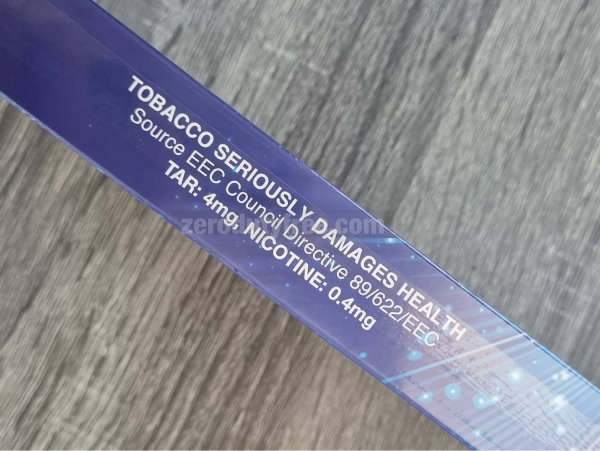 TOBACCO SERIOUSLY DAMAGES HEALTH
Source EEC Council Directive 89/622/EEC
TAR: 4mg, NICOTINE: 0.4mg